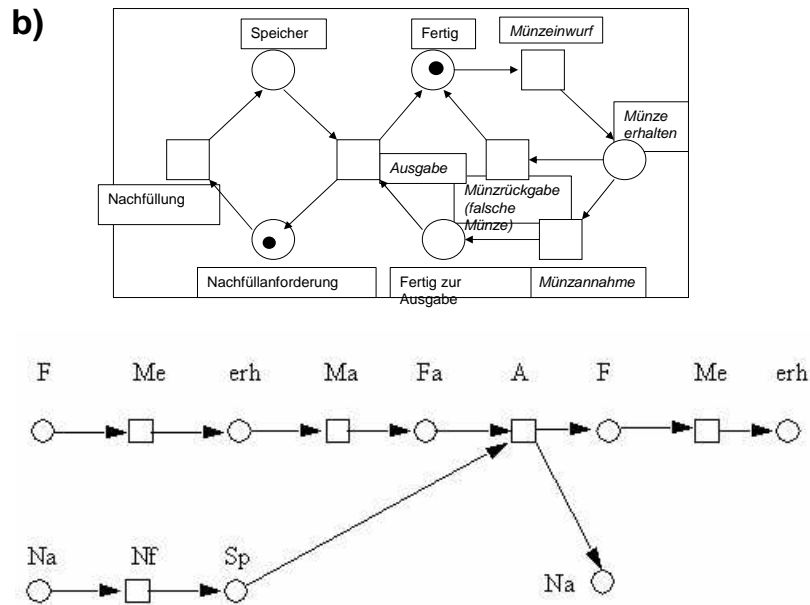 b)
Speicher
Fertig
Münzeinwurf
Münze
erhalten
Ausgabe
Münzrückgabe
(falsche
Münze)
Nachfüllung
Nachfüllanforderung
Fertig zur
Ausgabe
Münzannahme
F Me erh Ma Fa A F Me erh
Na Nf Sp
Na